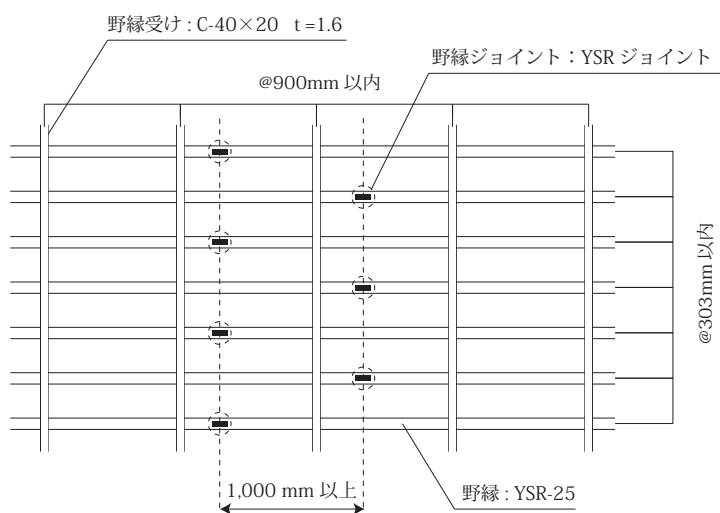 野縁受け : C-40×20 t=1.6
野縁ジョイント：YSR ジョイント
@900mm 以内
@303mm 以内
1,000 mm 以上
野縁 : YSR-25